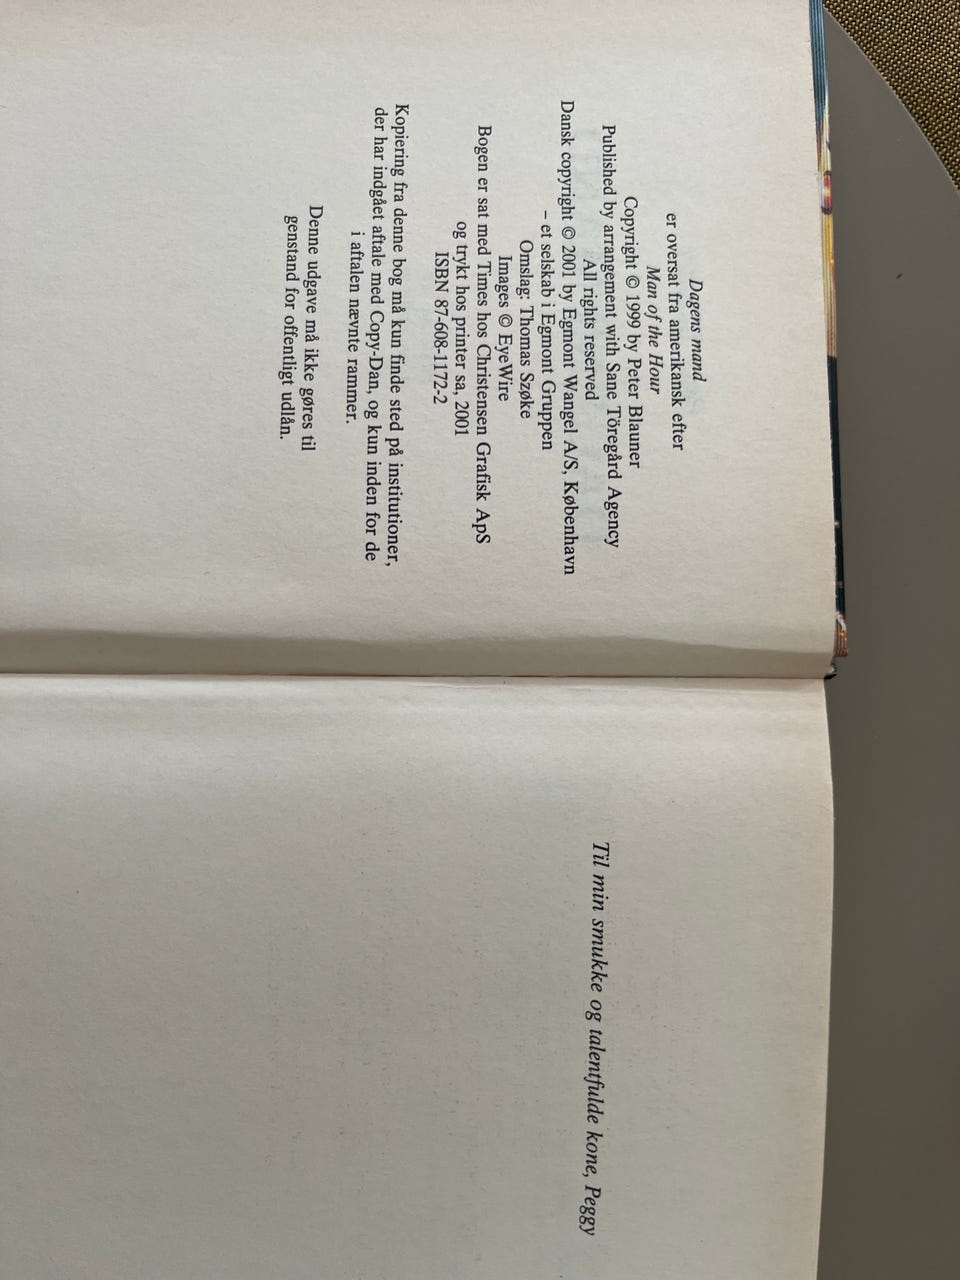 Dagens mand
er oversat fra amerikansk efter
Man of the Hour
Copyright © 1999 by Peter Blauner
Published by arrangement with Sane Töregård Agency
All rights reserved
Dansk copyright © 2001 by Egmont Wangel A/S, København
– et selskab i Egmont Gruppen
Omslag: Thomas Szøke
Images © EyeWire
Bogen er sat med Times hos Christensen Grafisk ApS
og trykt hos printer sa, 2001
ISBN 87-608-1172-2
Kopiering fra denne bog må kun finde sted på institutioner,
der har indgået aftale med Copy-Dan, og kun inden for de
i aftalen nævnte rammer.
Denne udgave må ikke gøres til
genstand for offentligt udlån.
Til min smukke og talentfulde kone, Peggy